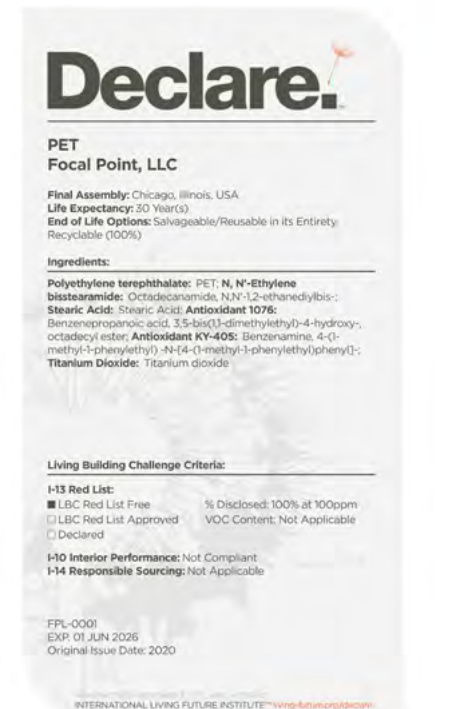 Declare.
PET
Focal Point, LLC
Final Assembly: Chicago, Illinois, USA
Life Expectancy: 30 Year(s)
End of Life Options: Salvageable/Reusable in its Entirety;
Recyclable (100%)
Ingredients:
Polyethylene terephthalate: PET; N, N'-Ethylene
bisstearamide: Octadecanamide, N,N'-1,2-ethanediylbis-;
Stearic Acid: Stearic Acid; Antioxidant 1076:
Benzenepropanoic acid, 3,5-bis(1,1-dimethylethyl)-4-hydroxy-,
octadecyl ester; Antioxidant KY-405: Benzenamine, 4-(1-
methyl-1-phenylethyl) -N-[4-(1-methyl-1-phenylethyl)phenyl]-;
Titanium Dioxide: Titanium dioxide
Living Building Challenge Criteria:
I-13 Red List:
■ LBC Red List Free % Disclosed: 100% at 100ppm
□ LBC Red List Approved VOC Content: Not Applicable
□ Declared
I-10 Interior Performance: Not Compliant
I-14 Responsible Sourcing: Not Applicable
FPL-0001
EXP. 01 JUN 2026
Original Issue Date: 2020
INTERNATIONAL LIVING FUTURE INSTITUTE™ living-future.org/declare